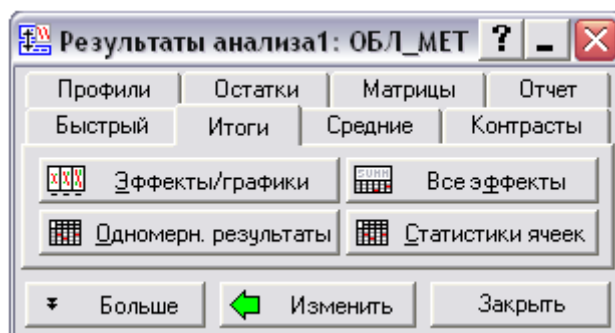 Результаты анализа1: ОБЛ_МЕТ ?
Профили Остатки Матрицы Отчет
Быстрый Итоги Средние Контрасты
Эффекты/графики SUMM Все эффекты
Одномерн. результаты Статистики ячеек
Больше Изменить Закрыть